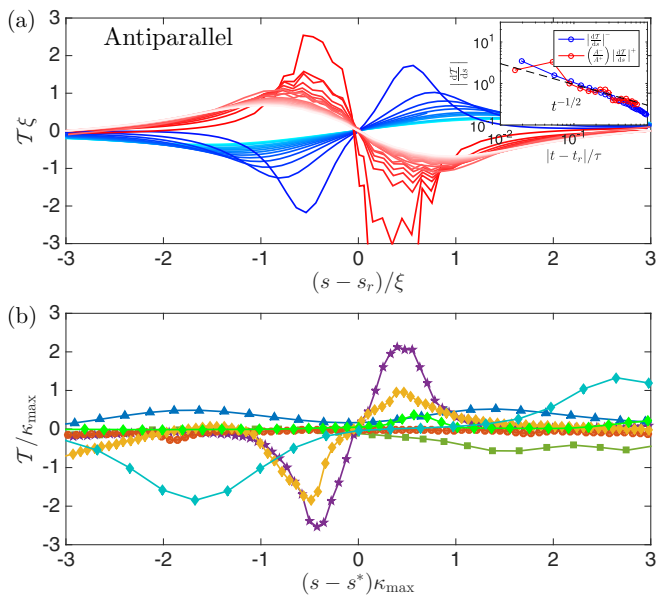 (a)
Antiparallel
3
2
1
0
-1
-2
-3
𝒯ξ
-3 -2 -1 0 1 2 3
(s − s_r)/ξ
10^1
10^0
|d𝒯/ds|
|d𝒯/ds|^−
(A^−/A^+) |d𝒯/ds|^+
t^{−1/2}
10^{-2} 10^{-1}
|t − t_r|/τ
(b)
3
2
1
0
-1
-2
-3
𝒯/κ_max
-3 -2 -1 0 1 2 3
(s − s*)κ_max